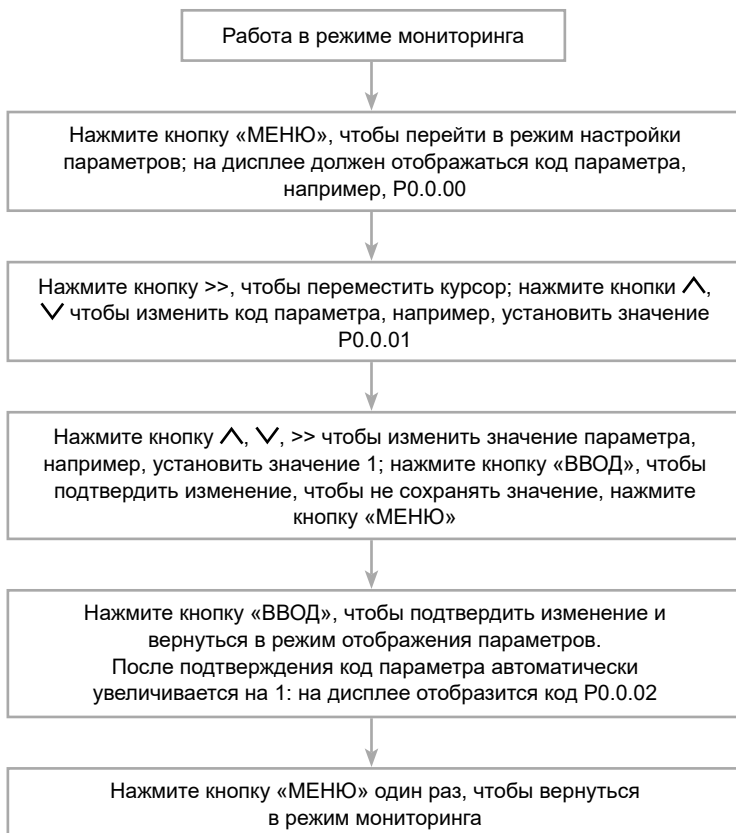 Работа в режиме мониторинга
Нажмите кнопку «МЕНЮ», чтобы перейти в режим настройки
параметров; на дисплее должен отображаться код параметра,
например, P0.0.00
Нажмите кнопку >>, чтобы переместить курсор; нажмите кнопки ∧,
∨ чтобы изменить код параметра, например, установить значение
P0.0.01
Нажмите кнопку ∧, ∨, >> чтобы изменить значение параметра,
например, установить значение 1; нажмите кнопку «ВВОД», чтобы
подтвердить изменение, чтобы не сохранять значение, нажмите
кнопку «МЕНЮ»
Нажмите кнопку «ВВОД», чтобы подтвердить изменение и
вернуться в режим отображения параметров.
После подтверждения код параметра автоматически
увеличивается на 1: на дисплее отобразится код P0.0.02
Нажмите кнопку «МЕНЮ» один раз, чтобы вернуться
в режим мониторинга